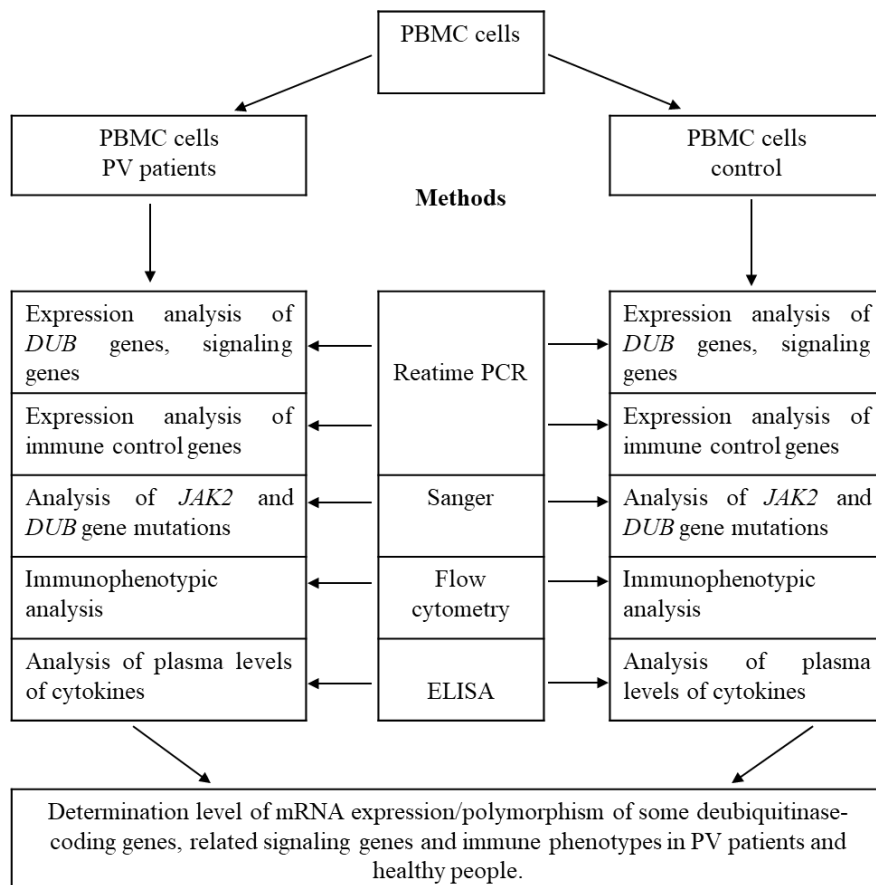 PBMC cells
PBMC cells
PV patients
PBMC cells
control
Methods
Expression analysis of
DUB genes, signaling
genes
Reatime PCR
Expression analysis of
DUB genes, signaling
genes
Expression analysis of
immune control genes
Expression analysis of
immune control genes
Analysis of JAK2 and
DUB gene mutations
Sanger
Analysis of JAK2 and
DUB gene mutations
Immunophenotypic
analysis
Flow
cytometry
Immunophenotypic
analysis
Analysis of plasma levels
of cytokines
ELISA
Analysis of plasma
levels of cytokines
Determination level of mRNA expression/polymorphism of some deubiquitinase-
coding genes, related signaling genes and immune phenotypes in PV patients and
healthy people.